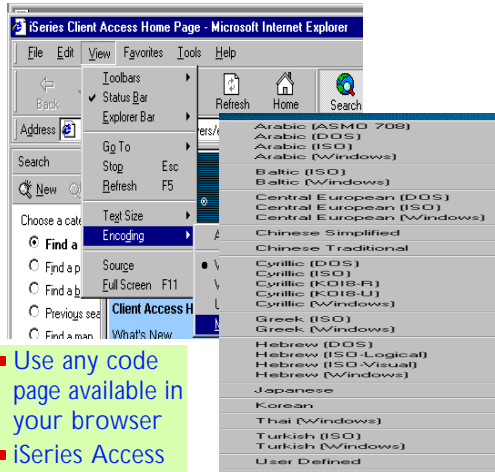 iSeries Client Access Home Page - Microsoft Internet Explorer
File Edit View Favorites Tools Help
Back
Refresh Home Search
Toolbars
Status Bar
Explorer Bar
Go To
Stop Esc
Refresh F5
Text Size
Encoding
Source
Full Screen F11
Address
Search
New
Choose a cate
Find a
Find a p
Find a b
Previous sea
Find a map
Client Access H
What's New
Arabic (ASMO 708)
Arabic (DOS)
Arabic (ISO)
Arabic (Windows)
Baltic (ISO)
Baltic (Windows)
Central European (DOS)
Central European (ISO)
Central European (Windows)
Chinese Simplified
Chinese Traditional
Cyrillic (DOS)
Cyrillic (ISO)
Cyrillic (KOI8-R)
Cyrillic (KOI8-U)
Cyrillic (Windows)
Greek (ISO)
Greek (Windows)
Hebrew (DOS)
Hebrew (ISO-Logical)
Hebrew (ISO-Visual)
Hebrew (Windows)
Japanese
Korean
Thai (Windows)
Turkish (ISO)
Turkish (Windows)
User Defined
Use any code
page available in
your browser
iSeries Access